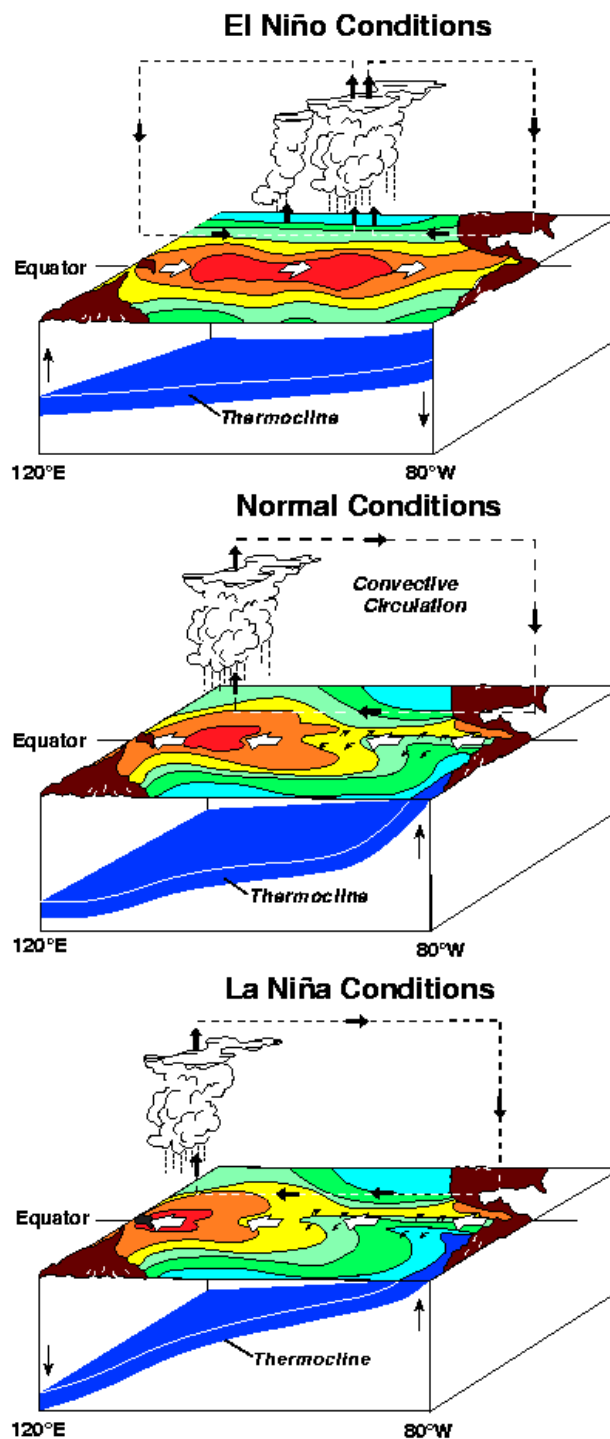 El Niño Conditions
Equator
Thermocline
120°E
80°W
Normal Conditions
Convective
Circulation
Equator
Thermocline
120°E
80°W
La Niña Conditions
Equator
Thermocline
120°E
80°W